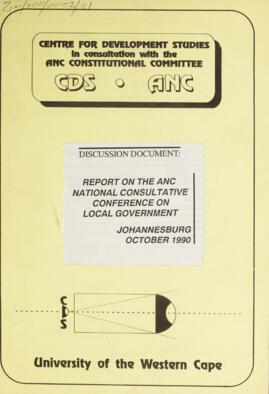 CENTRE FOR DEVELOPMENT STUDIES
in consultation with the
ANC CONSTITUTIONAL COMMITTEE
CDS • ANC
DISCUSSION DOCUMENT:
REPORT ON THE ANC
NATIONAL CONSULTATIVE
CONFERENCE ON
LOCAL GOVERNMENT
JOHANNESBURG
OCTOBER 1990
CDS
University of the Western Cape